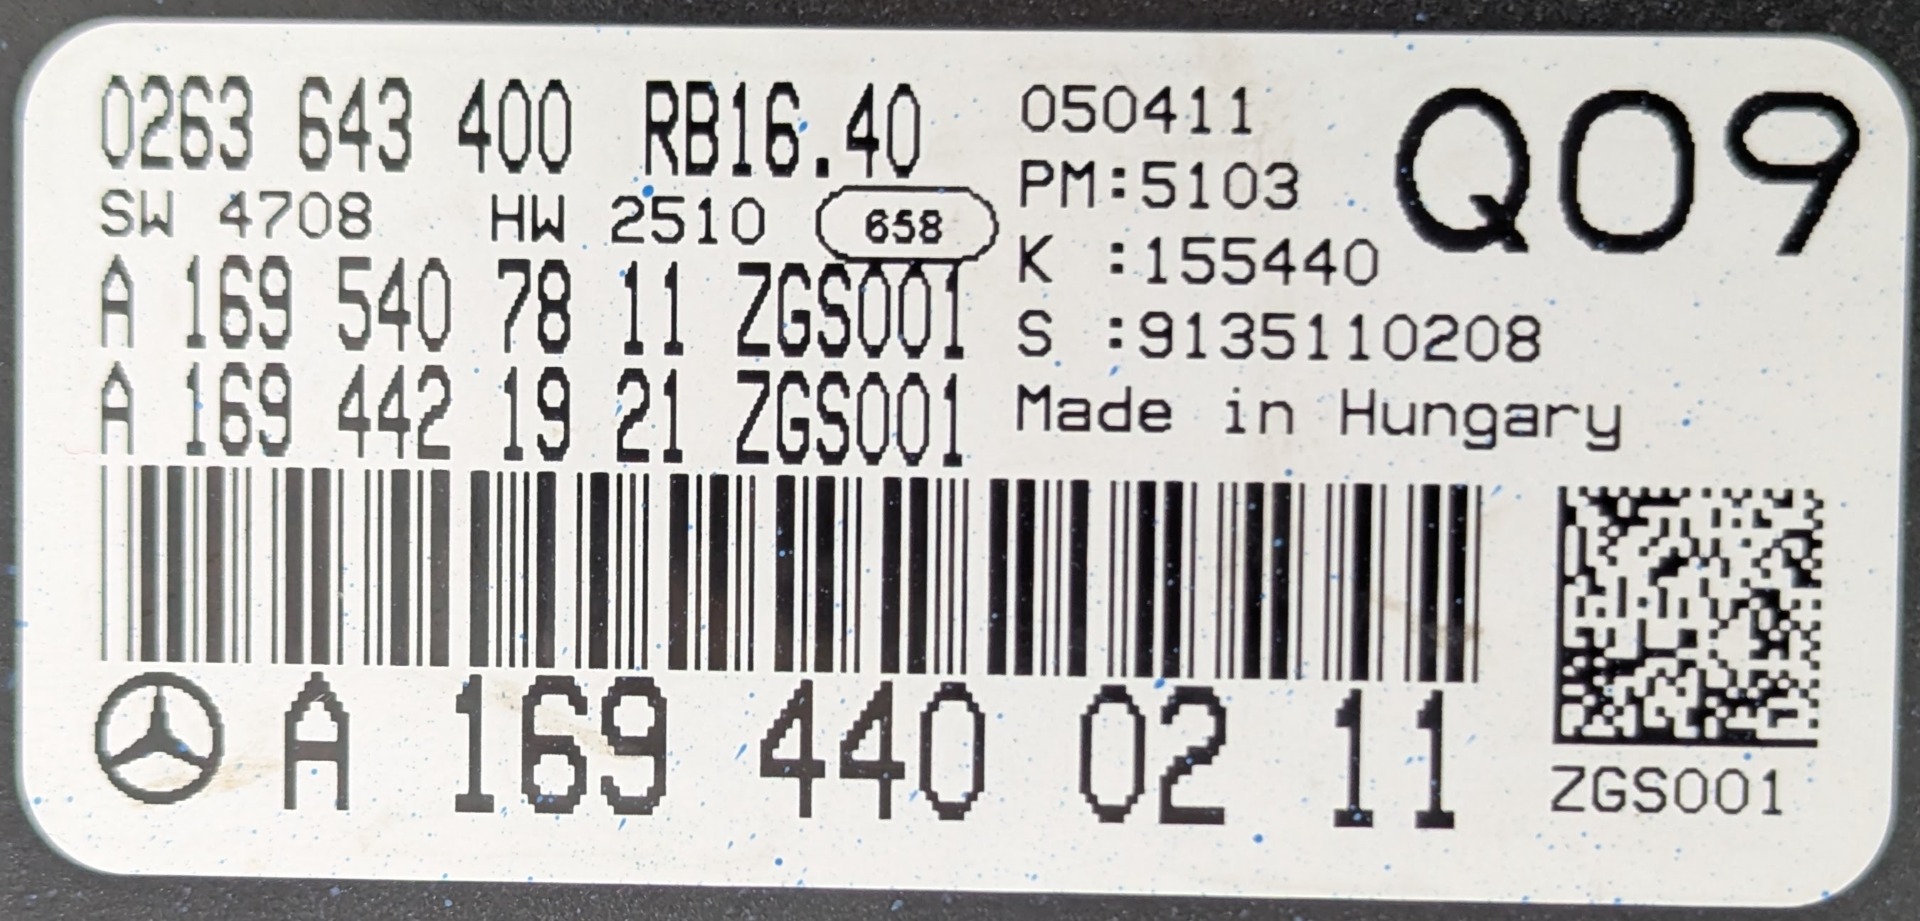 0263 643 400 RB16.40
SW 4708 HW 2510 658
A 169 540 78 11 ZGS001
A 169 442 19 21 ZGS001
050411
PM:5103
K :155440
S :9135110208
Made in Hungary
Q09
A 169 440 02 11
ZGS001